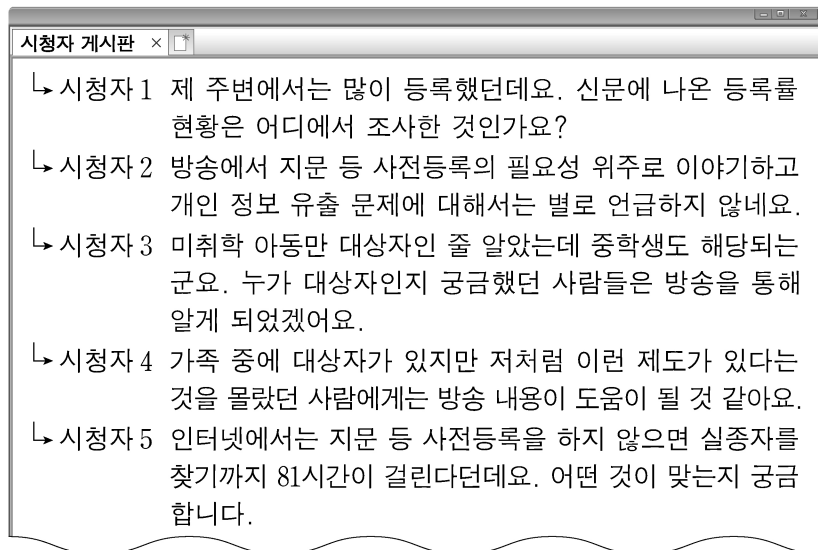 시청자 게시판 ×
시청자 1 제 주변에서는 많이 등록했던데요. 신문에 나온 등록률
현황은 어디에서 조사한 것인가요?
시청자 2 방송에서 지문 등 사전등록의 필요성 위주로 이야기하고
개인 정보 유출 문제에 대해서는 별로 언급하지 않네요.
시청자 3 미취학 아동만 대상자인 줄 알았는데 중학생도 해당되는
군요. 누가 대상자인지 궁금했던 사람들은 방송을 통해
알게 되었겠어요.
시청자 4 가족 중에 대상자가 있지만 저처럼 이런 제도가 있다는
것을 몰랐던 사람에게는 방송 내용이 도움이 될 것 같아요.
시청자 5 인터넷에서는 지문 등 사전등록을 하지 않으면 실종자를
찾기까지 81시간이 걸린다던데요. 어떤 것이 맞는지 궁금
합니다.